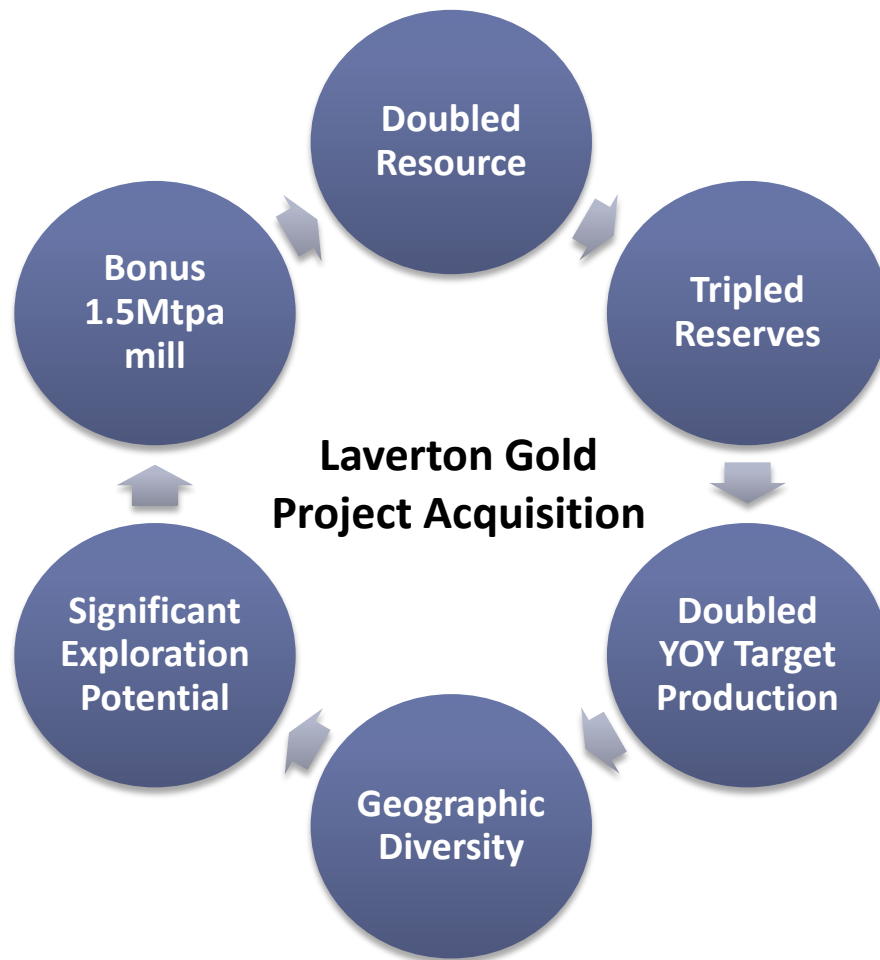 Doubled
Resource
Tripled
Reserves
Doubled
YOY Target
Production
Geographic
Diversity
Significant
Exploration
Potential
Bonus
1.5Mtpa
mill
Laverton Gold
Project Acquisition